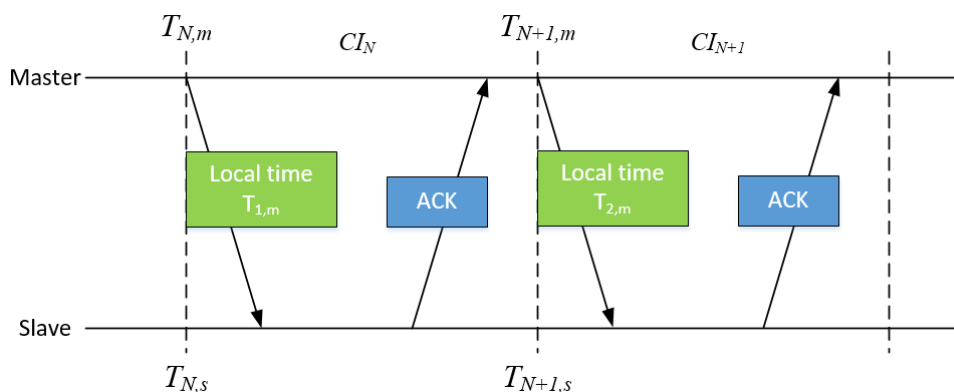 T_{N,m} CI_N T_{N+1,m} CI_{N+1}
Master
Local time Local time
T_{1,m} ACK T_{2,m} ACK
Slave
T_{N,s} T_{N+1,s}